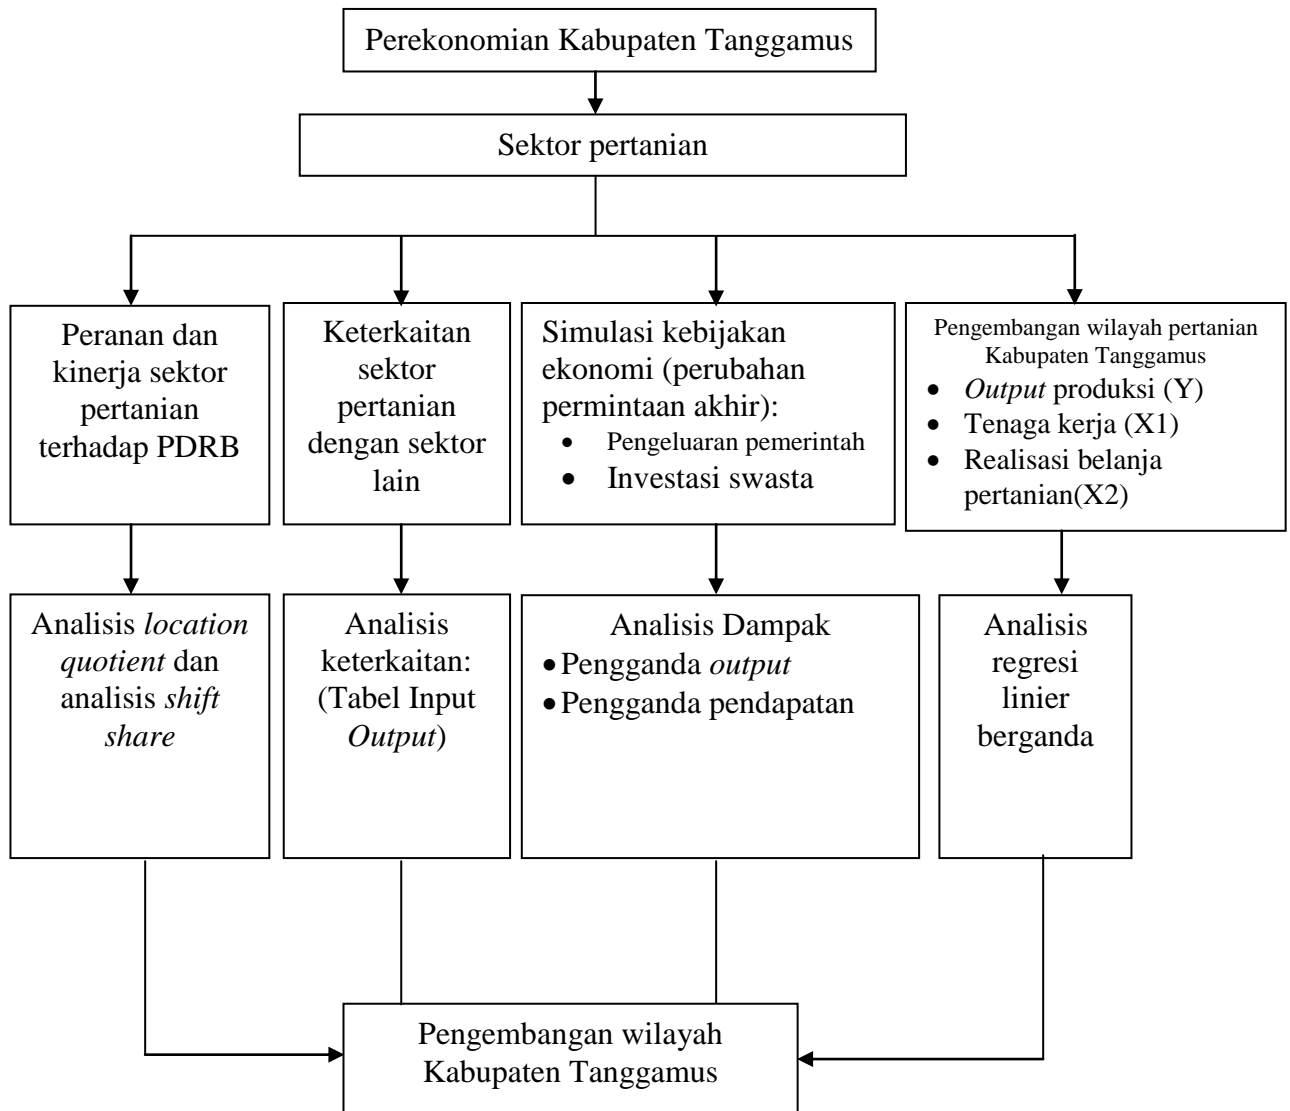 Perekonomian Kabupaten Tanggamus
Sektor pertanian
Peranan dan
kinerja sektor
pertanian
terhadap PDRB
Keterkaitan
sektor
pertanian
dengan sektor
lain
Simulasi kebijakan
ekonomi (perubahan
permintaan akhir):
• Pengeluaran pemerintah
• Investasi swasta
Pengembangan wilayah pertanian
Kabupaten Tanggamus
• Output produksi (Y)
• Tenaga kerja (X1)
• Realisasi belanja
pertanian(X2)
Analisis location
quotient dan
analisis shift
share
Analisis
keterkaitan:
(Tabel Input
Output)
Analisis Dampak
• Pengganda output
• Pengganda pendapatan
Analisis
regresi
linier
berganda
Pengembangan wilayah
Kabupaten Tanggamus